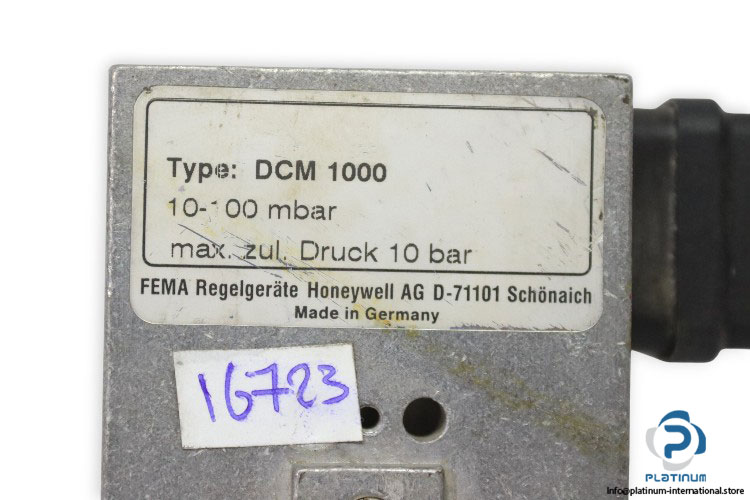 Type: DCM 1000
10-100 mbar
max. zul. Druck 10 bar
FEMA Regelgeräte Honeywell AG D-71101 Schönaich
Made in Germany
16723
PLATINUM
info@platinum-international.store